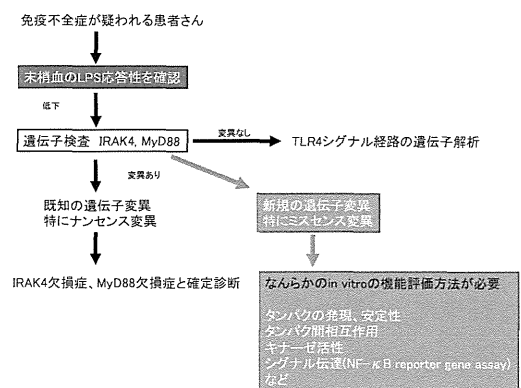 免疫不全症が疑われる患者さん
末梢血のLPS応答性を確認
低下
遺伝子検査 IRAK4, MyD88
変異なし
TLR4シグナル経路の遺伝子解析
変異あり
既知の遺伝子変異
特にナンセンス変異
新規の遺伝子変異
特にミスセンス変異
IRAK4欠損症、MyD88欠損症と確定診断
なんらかのin vitroの機能評価方法が必要
タンパクの発現、安定性
タンパク間相互作用
キナーゼ活性
シグナル伝達(NF-κB reporter gene assay)
など